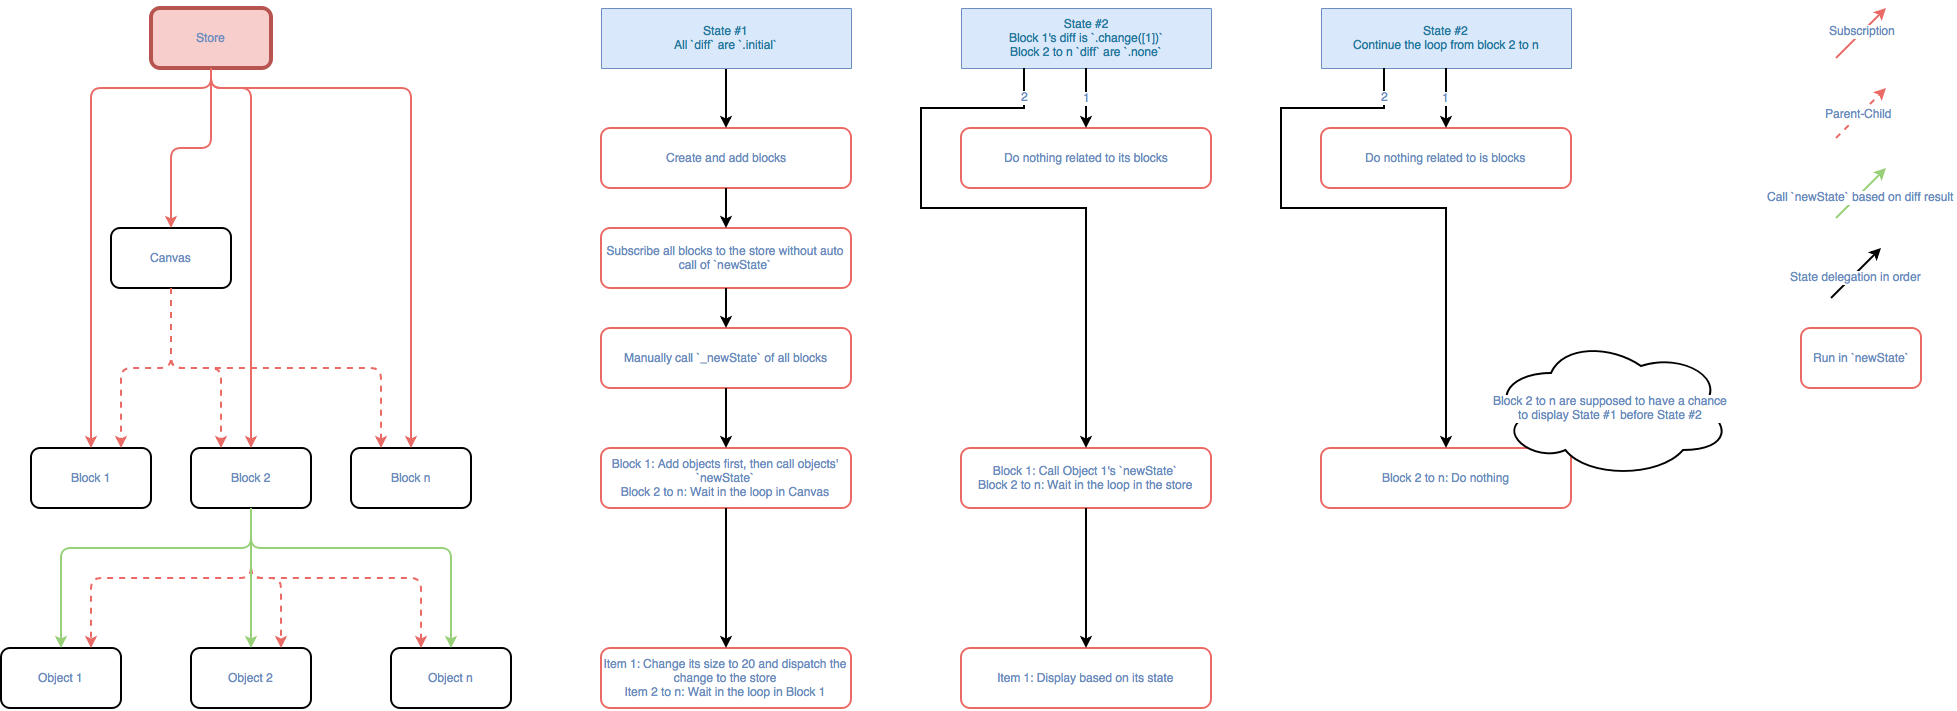 Store
Canvas
Block 1
Block 2
Block n
Object 1
Object 2
Object n
State #1
All `diff` are `.initial`
Create and add blocks
Subscribe all blocks to the store without auto
call of `newState`
Manually call `_newState` of all blocks
Block 1: Add objects first, then call objects'
`newState`
Block 2 to n: Wait in the loop in Canvas
Item 1: Change its size to 20 and dispatch the
change to the store
Item 2 to n: Wait in the loop in Block 1
State #2
Block 1's diff is `.change([1])`
Block 2 to n `diff` are `.none`
2
1
Do nothing related to its blocks
Block 1: Call Object 1's `newState`
Block 2 to n: Wait in the loop in the store
Item 1: Display based on its state
State #2
Continue the loop from block 2 to n
2
1
Do nothing related to is blocks
Block 2 to n are supposed to have a chance
to display State #1 before State #2
Block 2 to n: Do nothing
Subscription
Parent-Child
Call `newState` based on diff result
State delegation in order
Run in `newState`